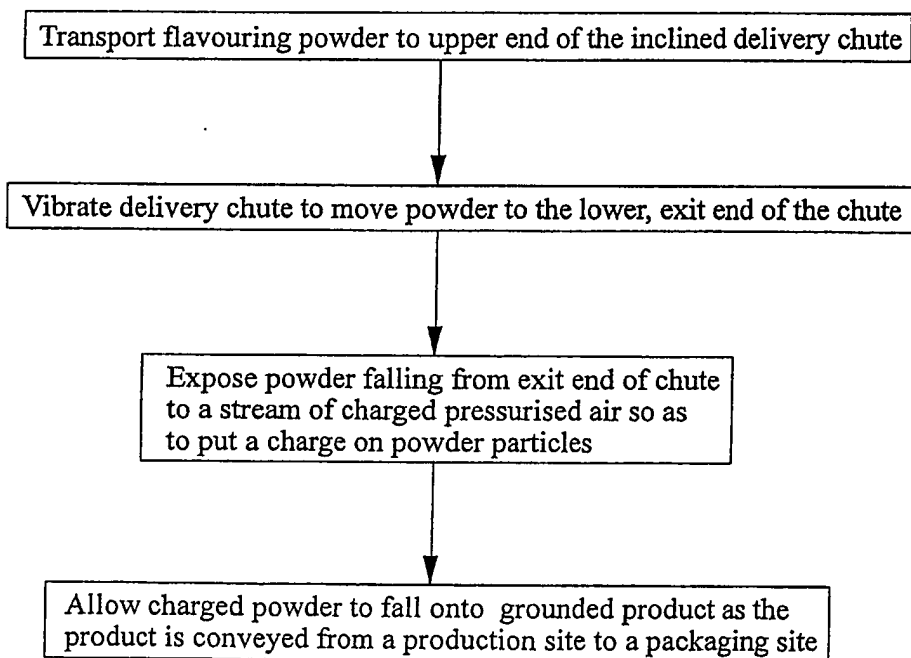 Transport flavouring powder to upper end of the inclined delivery chute
Vibrate delivery chute to move powder to the lower, exit end of the chute
Expose powder falling from exit end of chute
to a stream of charged pressurised air so as
to put a charge on powder particles
Allow charged powder to fall onto grounded product as the
product is conveyed from a production site to a packaging site